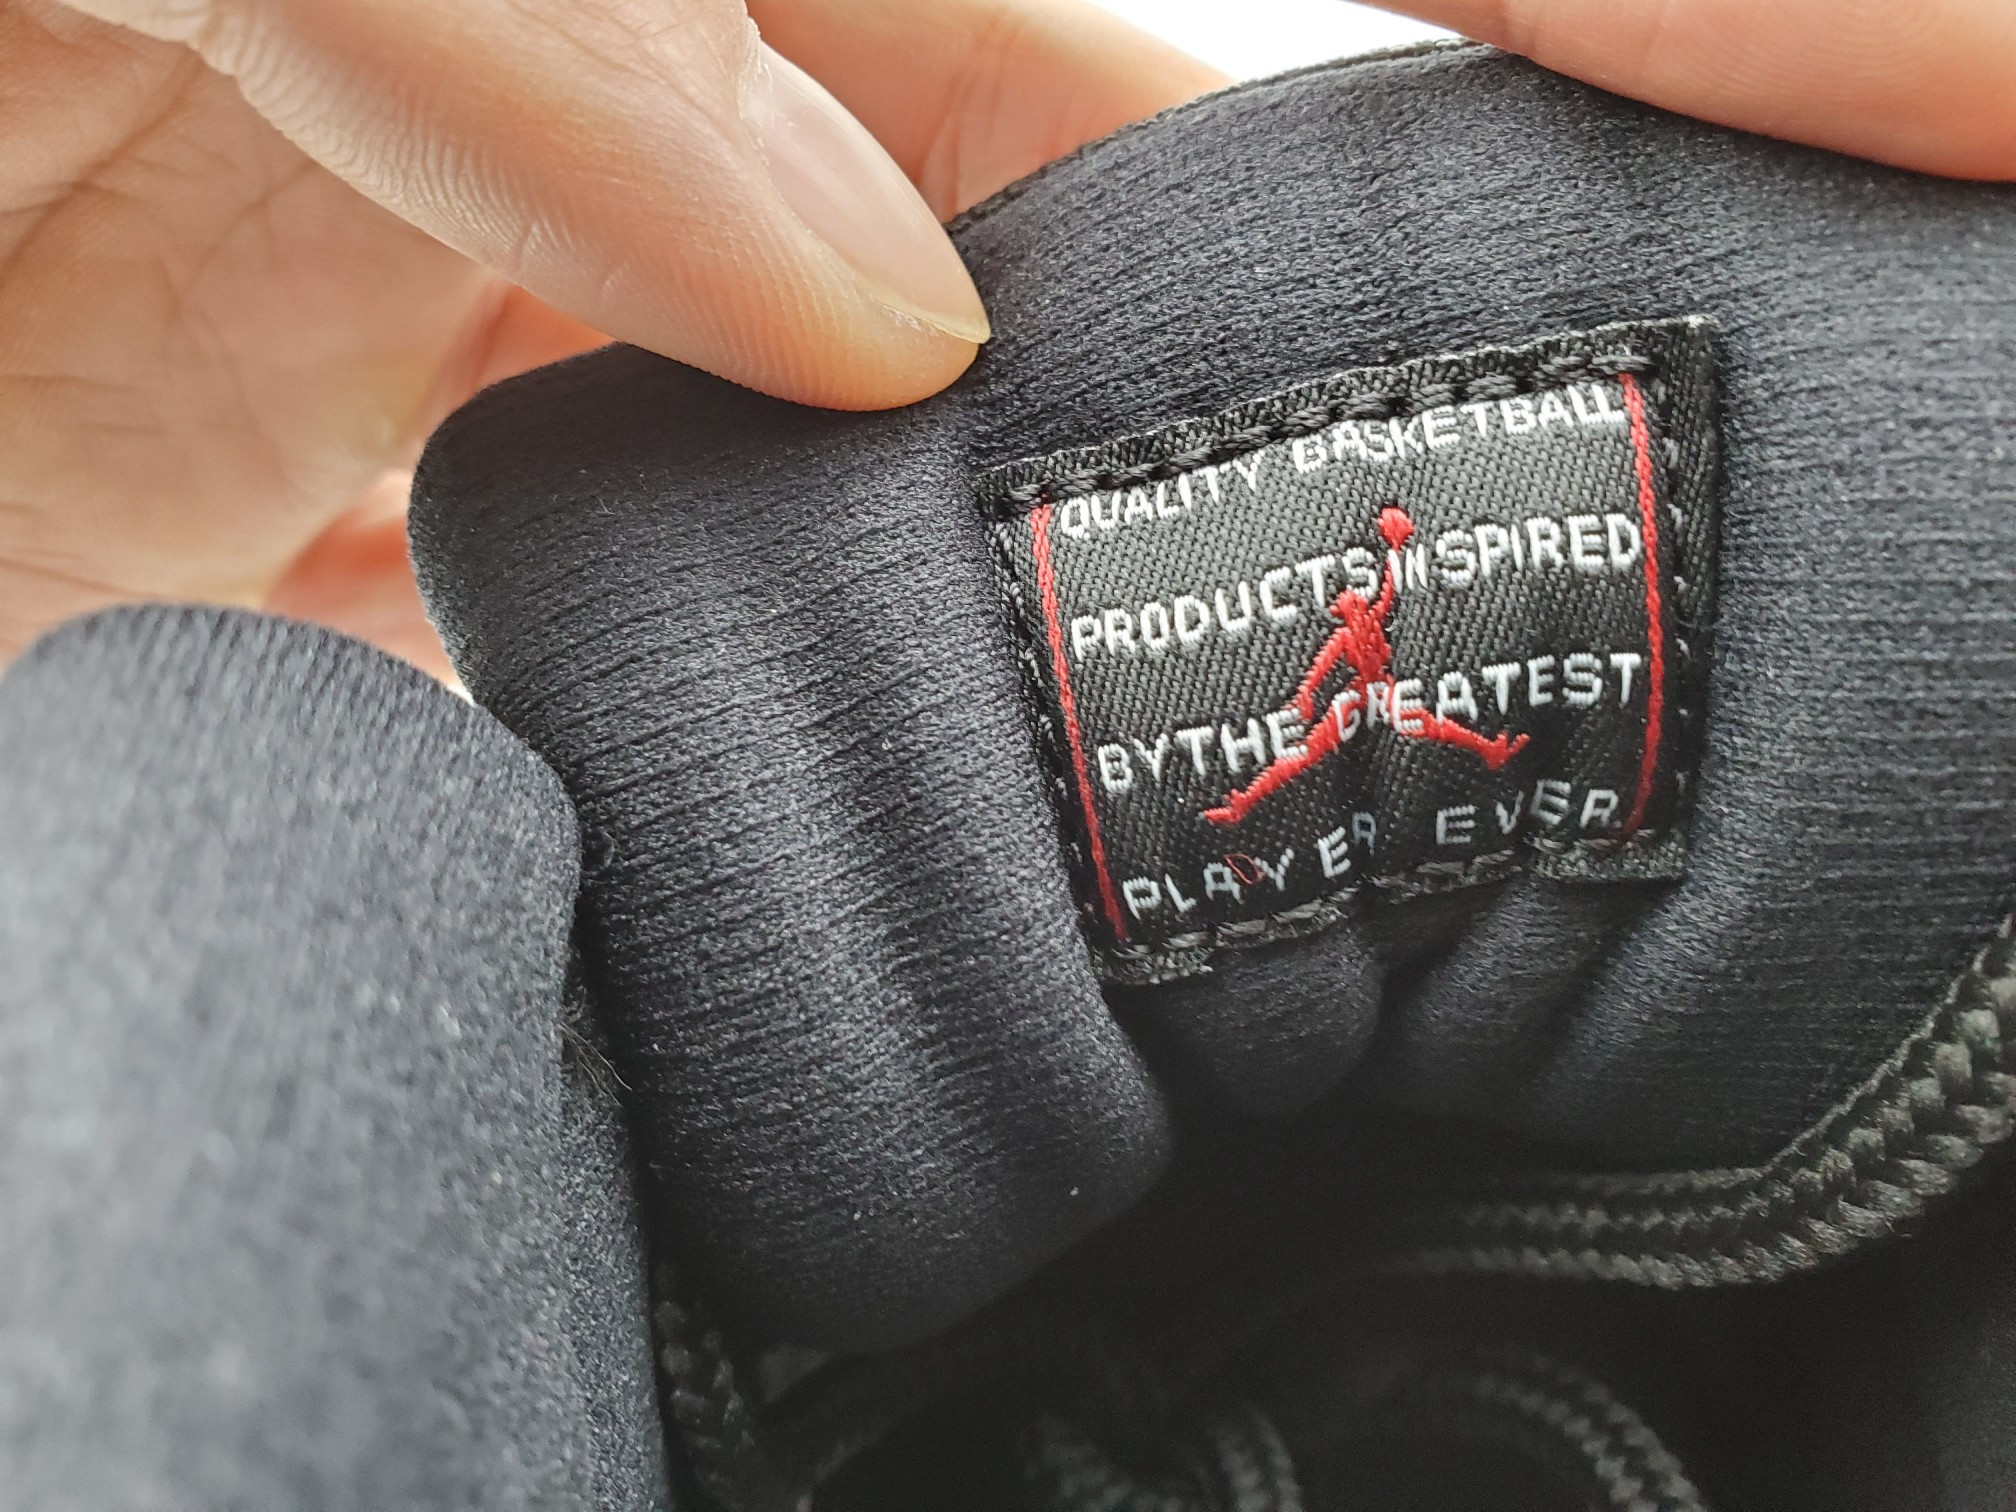 QUALITY BASKETBALL
PRODUCTS INSPIRED
BY THE GREATEST
PLAYER EVER